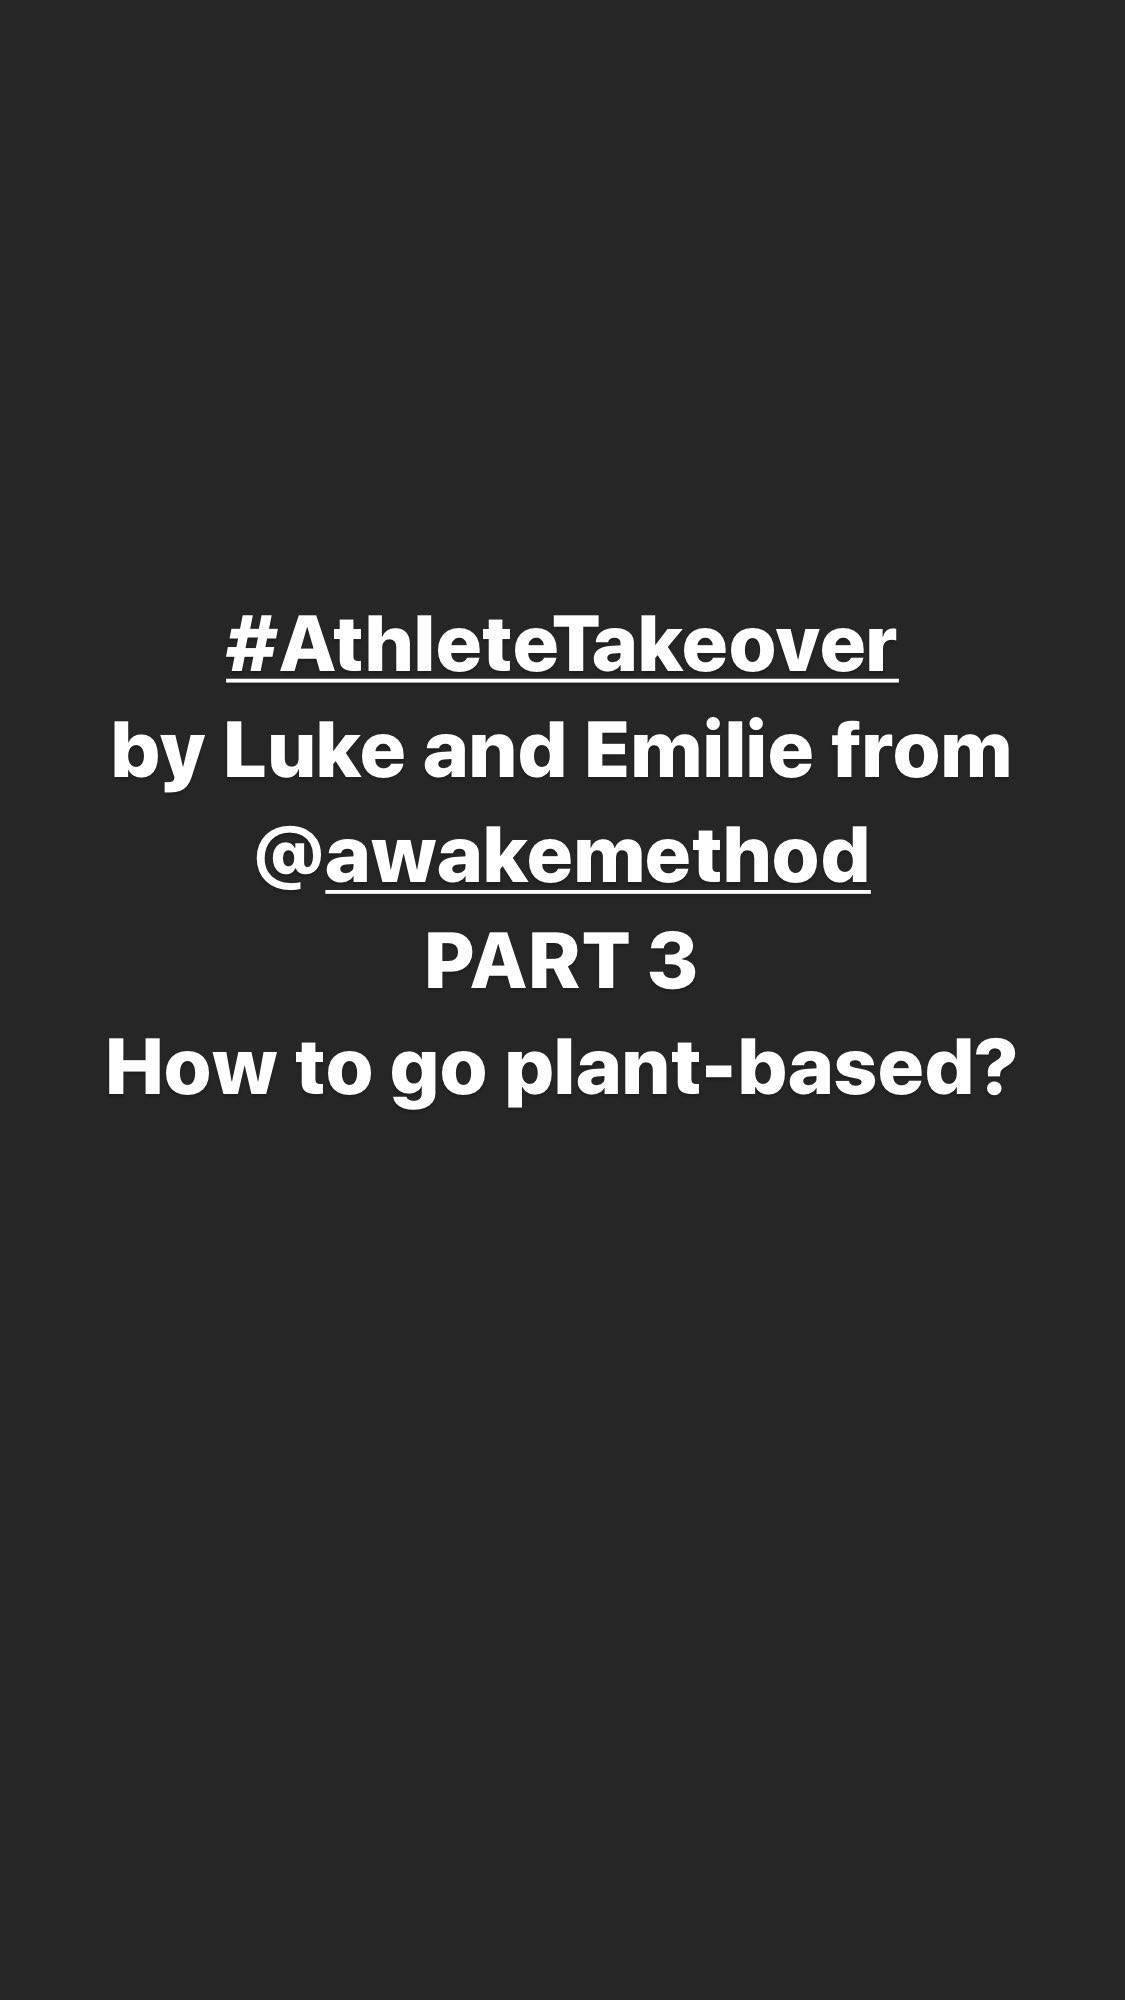 #AthleteTakeover
by Luke and Emilie from
@awakemethod
PART 3
How to go plant-based?